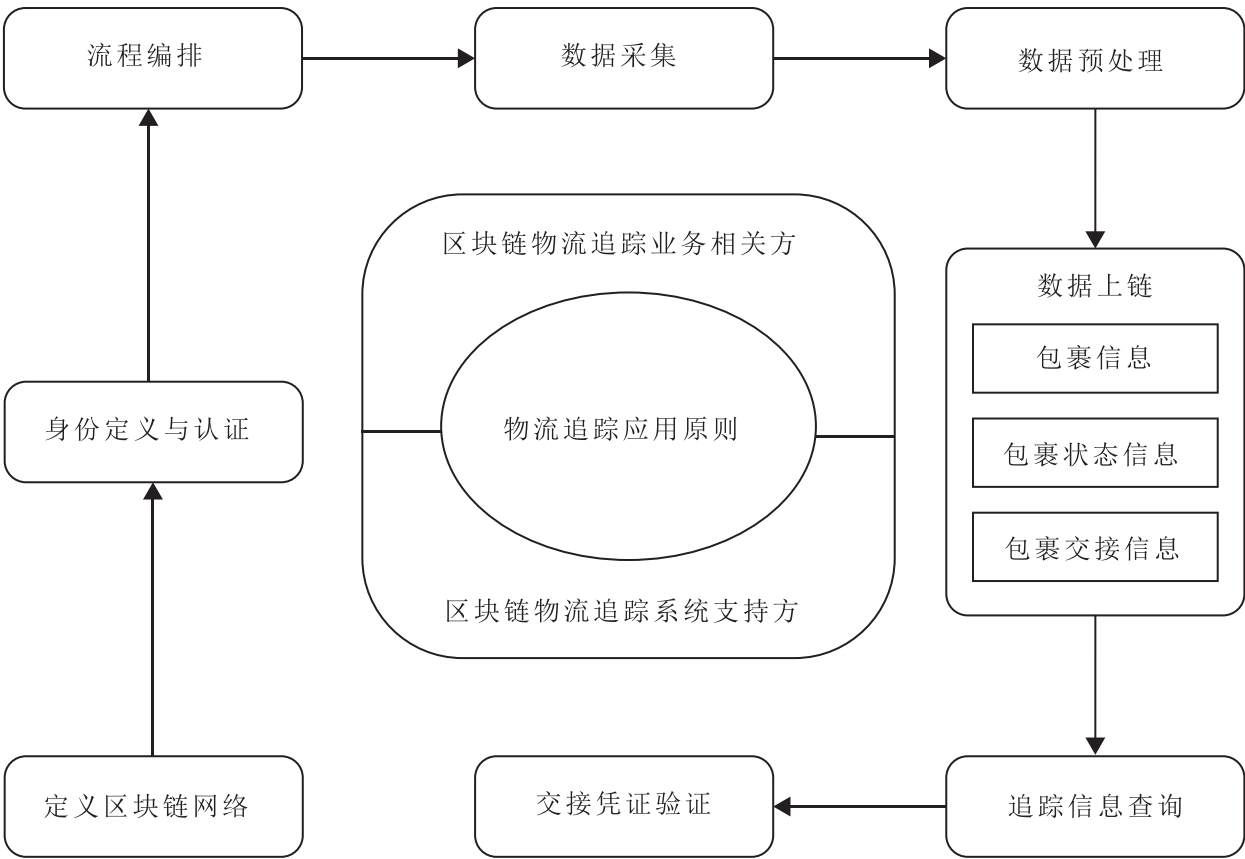 流程编排
数据采集
数据预处理
区块链物流追踪业务相关方
数据上链
包裹信息
身份定义与认证
物流追踪应用原则
包裹状态信息
包裹交接信息
区块链物流追踪系统支持方
定义区块链网络
交接凭证验证
追踪信息查询